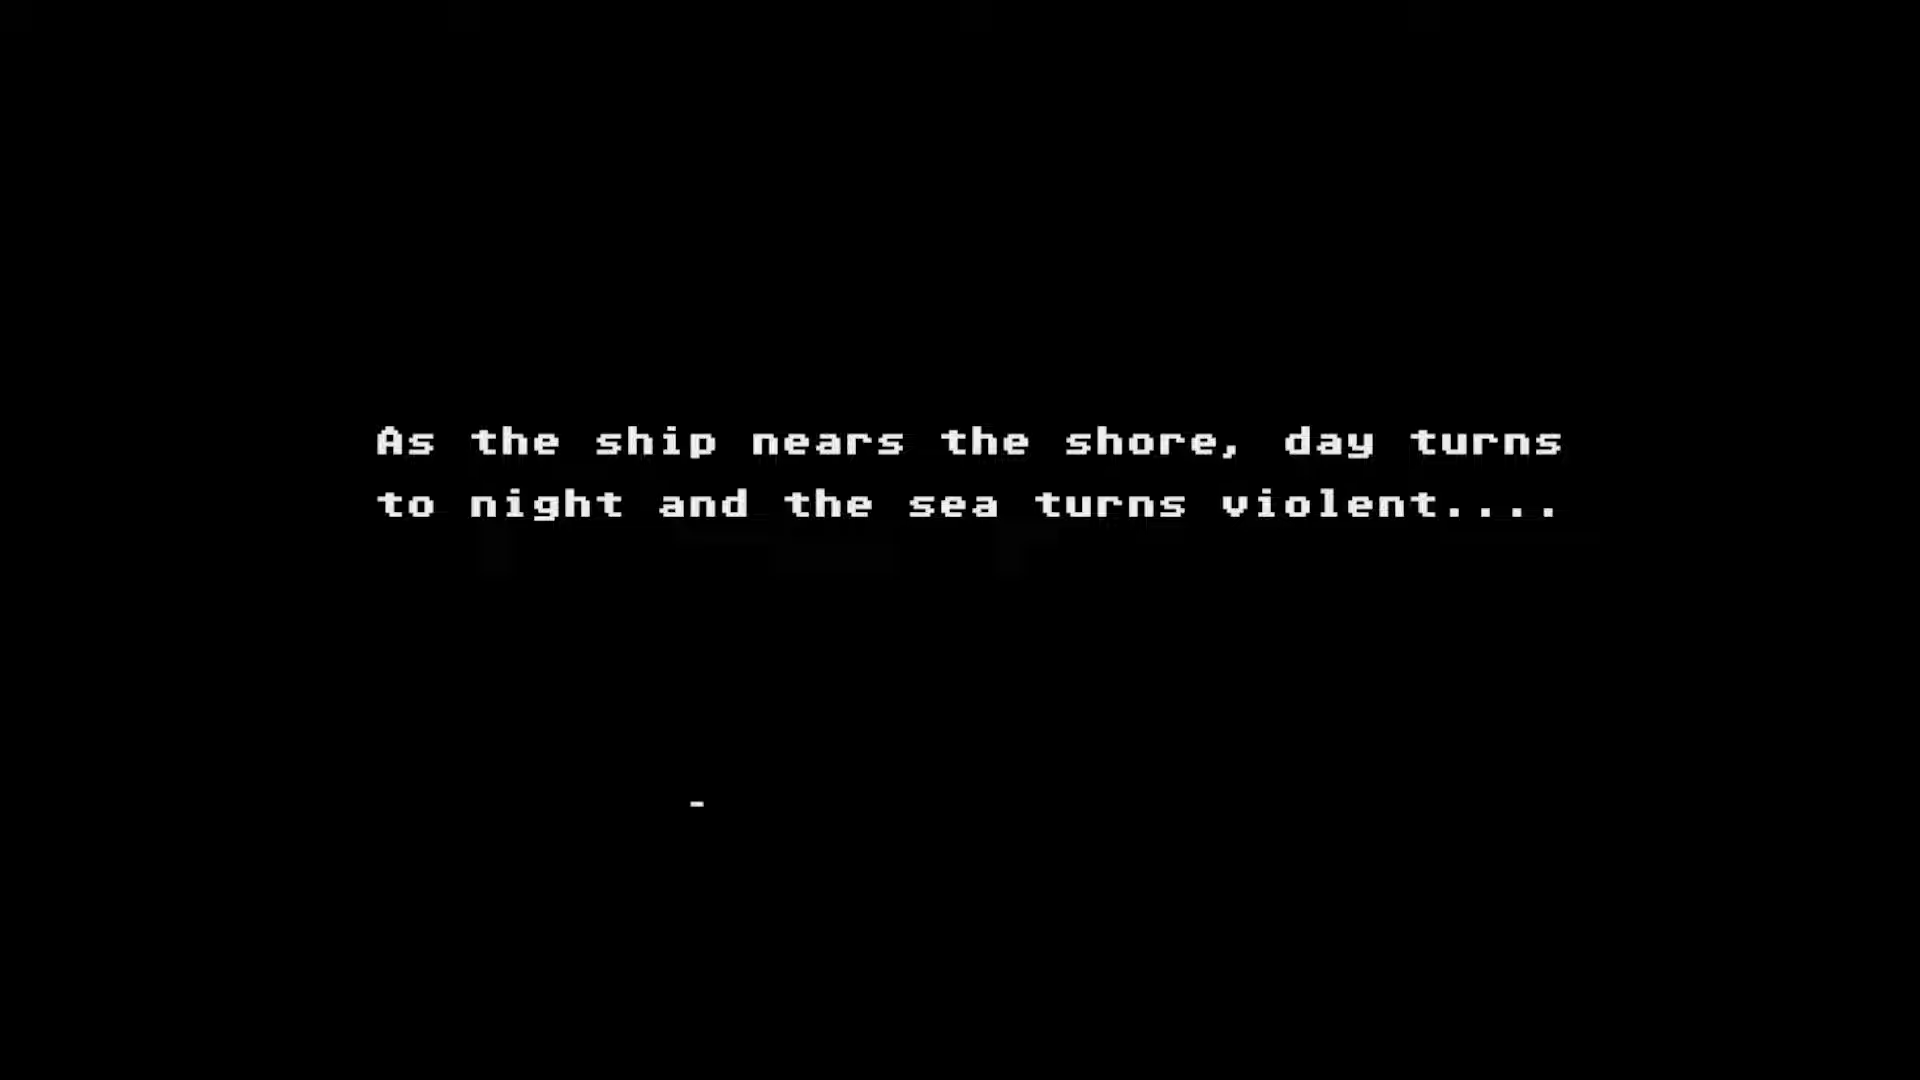 As the ship nears the shore, day turns
to night and the sea turns violent....
-